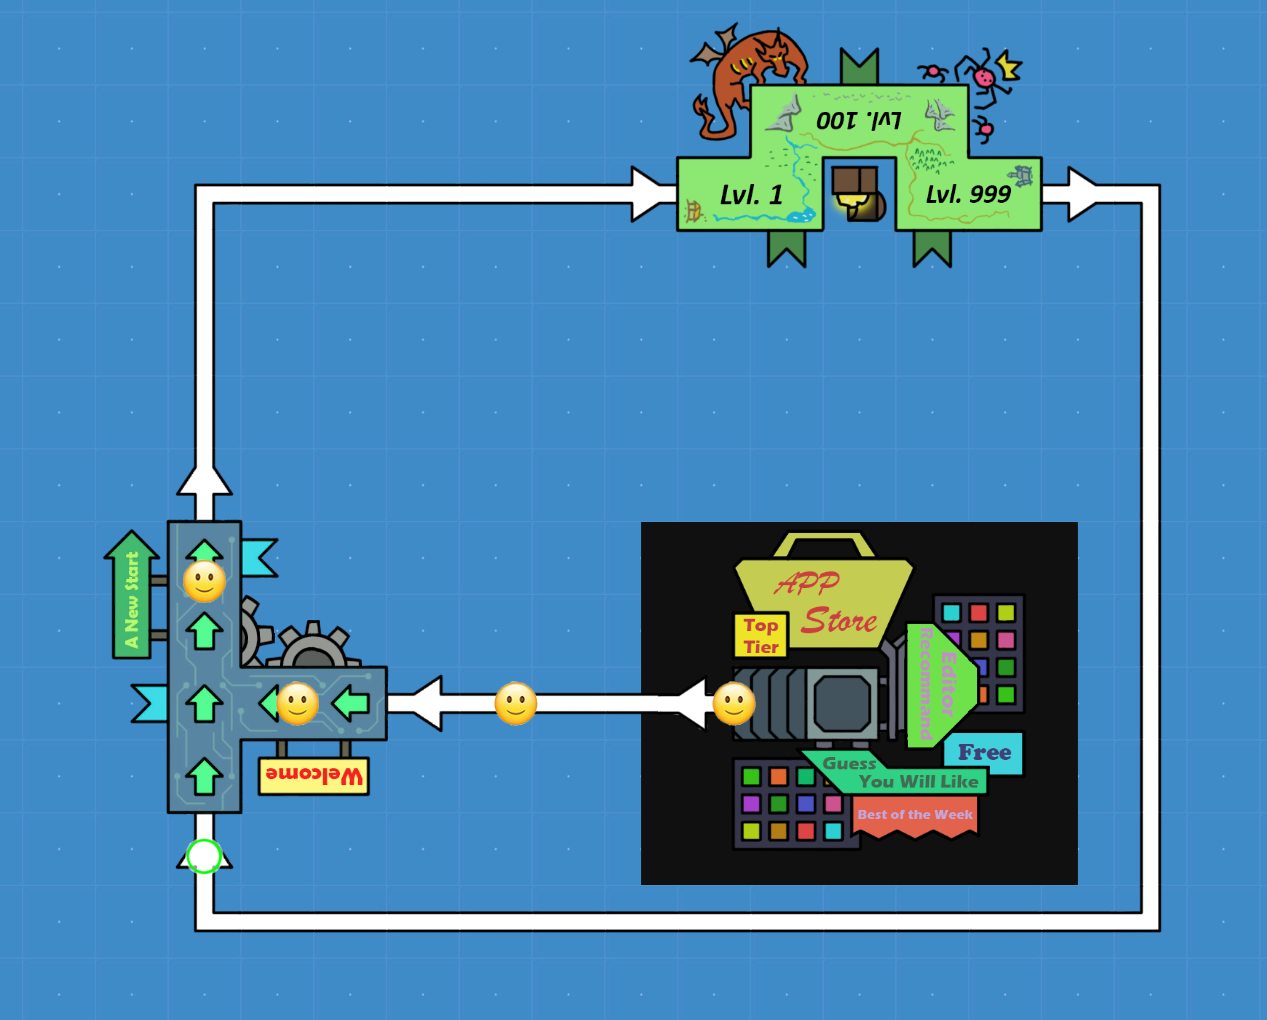 Lvl. 100
Lvl. 1
Lvl. 999
A New Start
Welcome
APP
Store
Top
Tier
Editor
Recommand
Free
Guess
You Will Like
Best of the Week